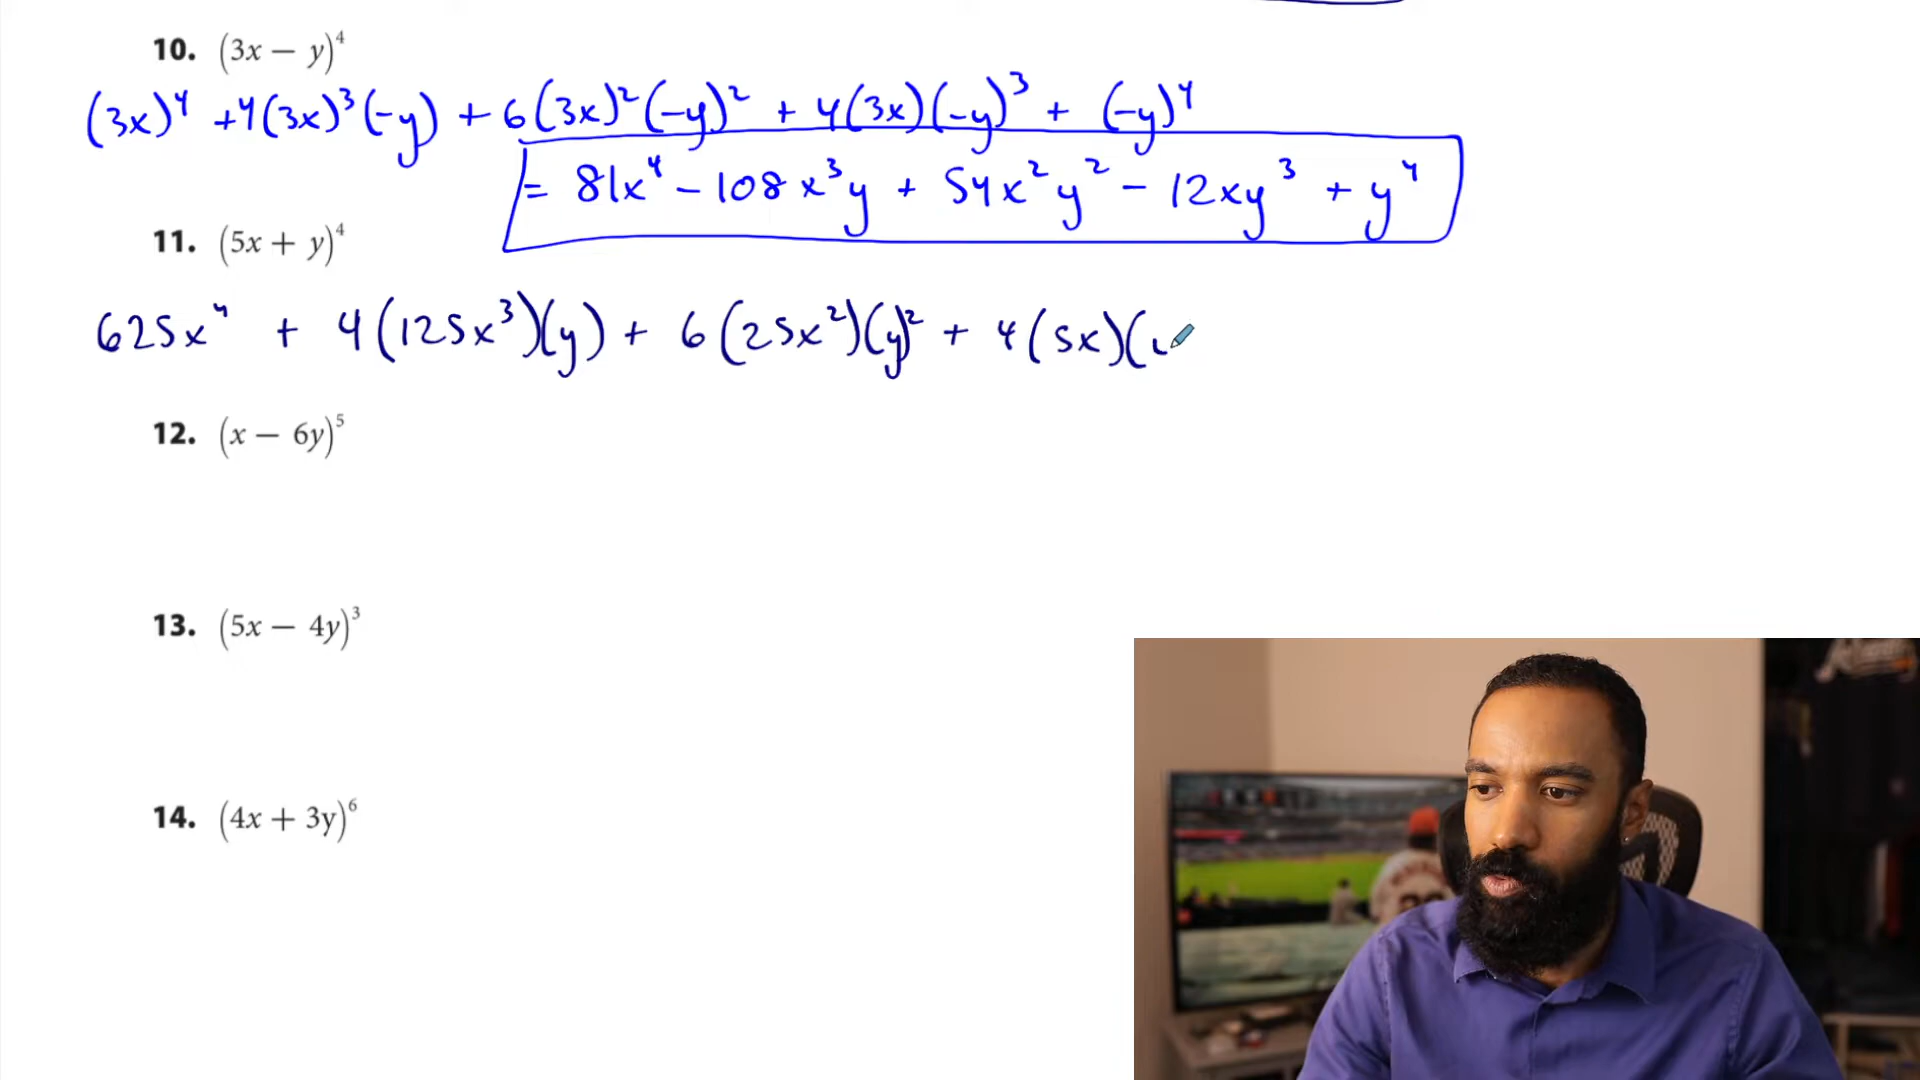 10. (3x − y)⁴
(3x)⁴ + 4(3x)³(-y) + 6(3x)²(-y)² + 4(3x)(-y)³ + (-y)⁴
= 81x⁴ − 108x³y + 54x²y² − 12xy³ + y⁴
11. (5x + y)⁴
625x⁴ + 4(125x³)(y) + 6(25x²)(y)² + 4(5x)(
12. (x − 6y)⁵
13. (5x − 4y)³
14. (4x + 3y)⁶